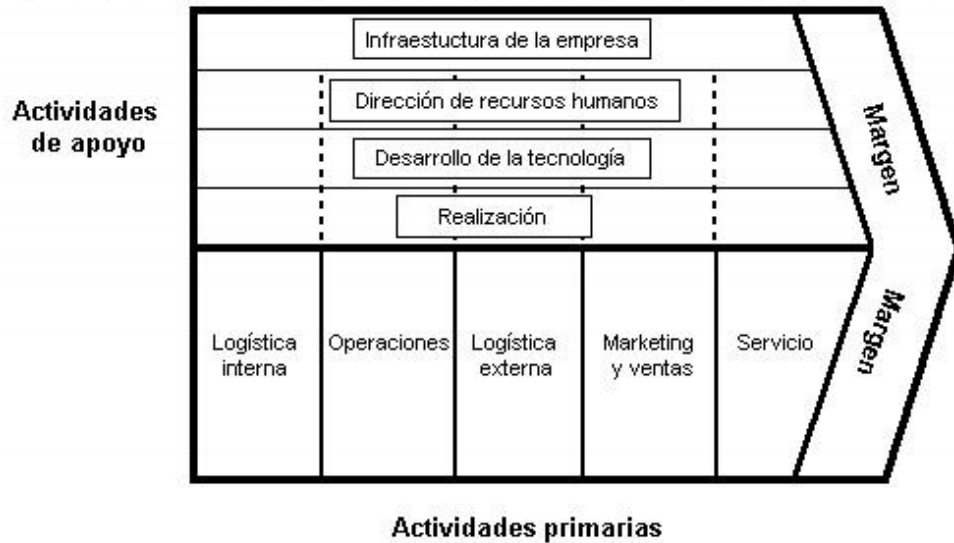 Infraestuctura de la empresa
Dirección de recursos humanos
Actividades
de apoyo
Desarrollo de la tecnología
Realización
Margen
Margen
Logística
interna
Operaciones
Logística
externa
Marketing
y ventas
Servicio
Actividades primarias